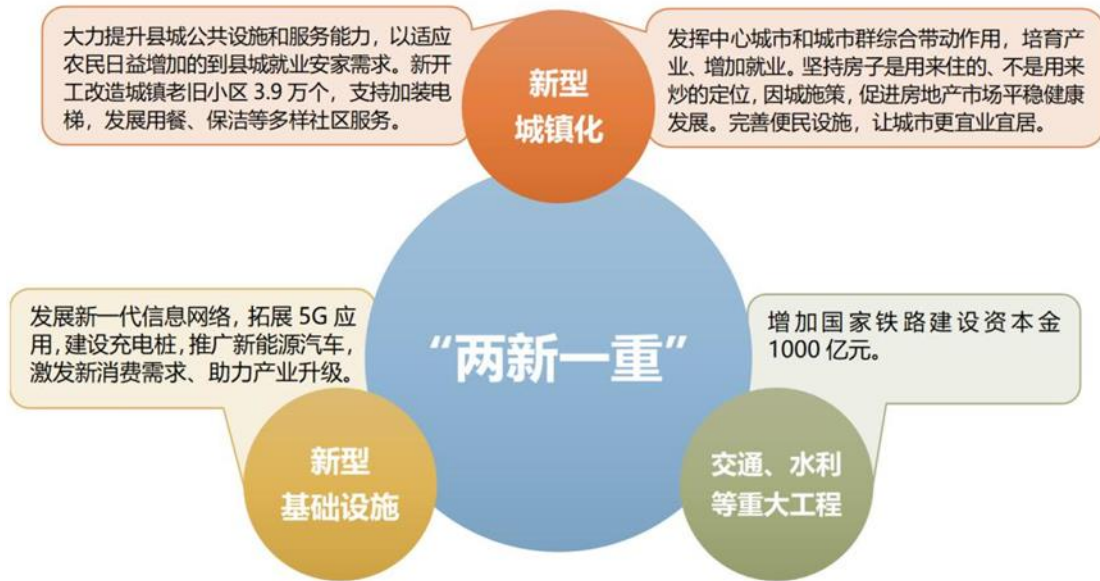 大力提升县城公共设施和服务能力，以适应
农民日益增加的到县城就业安家需求。新开
工改造城镇老旧小区 3.9 万个，支持加装电
梯，发展用餐、保洁等多样社区服务。
新型
城镇化
发挥中心城市和城市群综合带动作用，培育产
业、增加就业。坚持房子是用来住的、不是用来
炒的定位，因城施策，促进房地产市场平稳健康
发展。完善便民设施，让城市更宜业宜居。
发展新一代信息网络，拓展 5G 应
用，建设充电桩，推广新能源汽车，
激发新消费需求、助力产业升级。
“两新一重”
增加国家铁路建设资本金
1000 亿元。
新型
基础设施
交通、水利
等重大工程